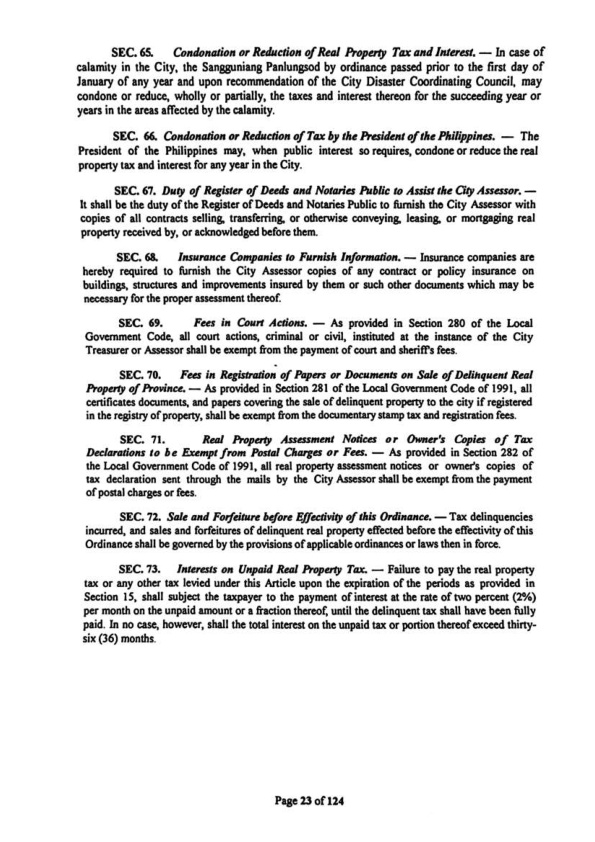 SEC. 65. Condonation or Reduction of Real Property Tax and Interest. — In case of
calamity in the City, the Sangguniang Panlungsod by ordinance passed prior to the first day of
January of any year and upon recommendation of the City Disaster Coordinating Council, may
condone or reduce, wholly or partially, the taxes and interest thereon for the succeeding year or
years in the areas affected by the calamity.
SEC. 66. Condonation or Reduction of Tax by the President of the Philippines. — The
President of the Philippines may, when public interest so requires, condone or reduce the real
property tax and interest for any year in the City.
SEC. 67. Duty of Register of Deeds and Notaries Public to Assist the City Assessor. —
It shall be the duty of the Register of Deeds and Notaries Public to furnish the City Assessor with
copies of all contracts selling, transferring, or otherwise conveying, leasing, or mortgaging real
property received by, or acknowledged before them.
SEC. 68. Insurance Companies to Furnish Information. — Insurance companies are
hereby required to furnish the City Assessor copies of any contract or policy insurance on
buildings, structures and improvements insured by them or such other documents which may be
necessary for the proper assessment thereof.
SEC. 69. Fees in Court Actions. — As provided in Section 280 of the Local
Government Code, all court actions, criminal or civil, instituted at the instance of the City
Treasurer or Assessor shall be exempt from the payment of court and sheriff's fees.
SEC. 70. Fees in Registration of Papers or Documents on Sale of Delinquent Real
Property of Province. — As provided in Section 281 of the Local Government Code of 1991, all
certificates documents, and papers covering the sale of delinquent property to the city if registered
in the registry of property, shall be exempt from the documentary stamp tax and registration fees.
SEC. 71. Real Property Assessment Notices or Owner's Copies of Tax
Declarations to be Exempt from Postal Charges or Fees. — As provided in Section 282 of
the Local Government Code of 1991, all real property assessment notices or owner's copies of
tax declaration sent through the mails by the City Assessor shall be exempt from the payment
of postal charges or fees.
SEC. 72. Sale and Forfeiture before Effectivity of this Ordinance. — Tax delinquencies
incurred, and sales and forfeitures of delinquent real property effected before the effectivity of this
Ordinance shall be governed by the provisions of applicable ordinances or laws then in force.
SEC. 73. Interests on Unpaid Real Property Tax. — Failure to pay the real property
tax or any other tax levied under this Article upon the expiration of the periods as provided in
Section 15, shall subject the taxpayer to the payment of interest at the rate of two percent (2%)
per month on the unpaid amount or a fraction thereof, until the delinquent tax shall have been fully
paid. In no case, however, shall the total interest on the unpaid tax or portion thereof exceed thirty-
six (36) months.
Page 23 of 124